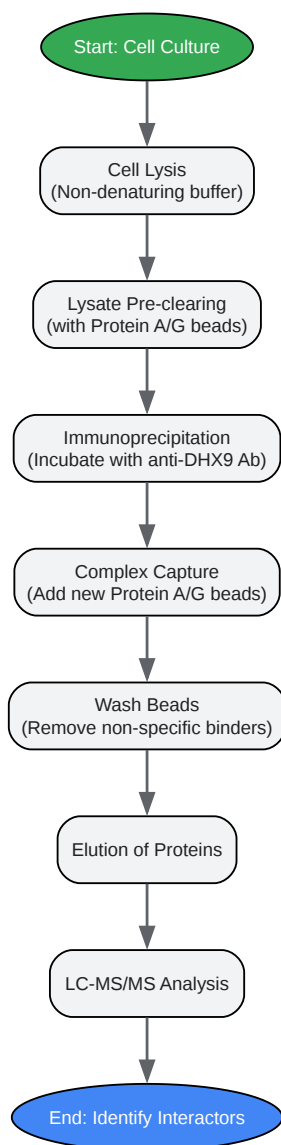 Start: Cell Culture
Cell Lysis
(Non-denaturing buffer)
Lysate Pre-clearing
(with Protein A/G beads)
Immunoprecipitation
(Incubate with anti-DHX9 Ab)
Complex Capture
(Add new Protein A/G beads)
Wash Beads
(Remove non-specific binders)
Elution of Proteins
LC-MS/MS Analysis
End: Identify Interactors